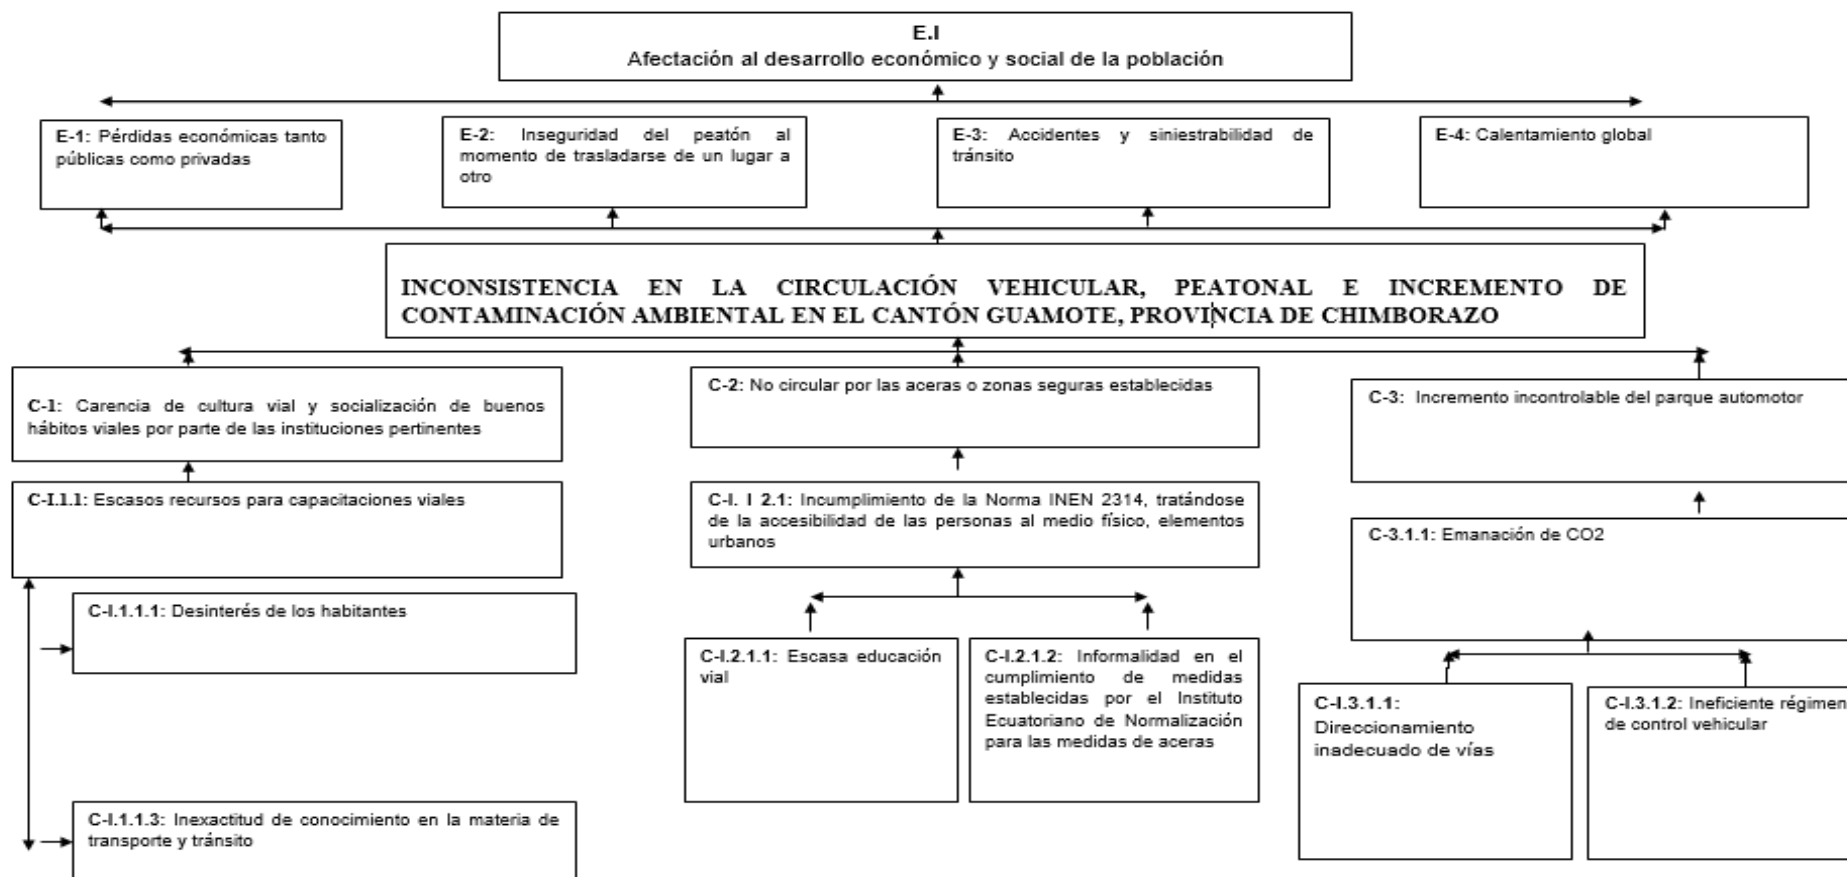 E.I
Afectación al desarrollo económico y social de la población
E-1: Pérdidas económicas tanto
públicas como privadas
E-2: Inseguridad del peatón al
momento de trasladarse de un lugar a
otro
E-3: Accidentes y siniestrabilidad de
tránsito
E-4: Calentamiento global
INCONSISTENCIA EN LA CIRCULACIÓN VEHICULAR, PEATONAL E INCREMENTO DE
CONTAMINACIÓN AMBIENTAL EN EL CANTÓN GUAMOTE, PROVINCIA DE CHIMBORAZO
C-1: Carencia de cultura vial y socialización de buenos
hábitos viales por parte de las instituciones pertinentes
C-2: No circular por las aceras o zonas seguras establecidas
C-3: Incremento incontrolable del parque automotor
C-I.1.1: Escasos recursos para capacitaciones viales
C-I. I 2.1: Incumplimiento de la Norma INEN 2314, tratándose
de la accesibilidad de las personas al medio físico, elementos
urbanos
C-3.1.1: Emanación de CO2
C-I.1.1.1: Desinterés de los habitantes
C-I.1.1.3: Inexactitud de conocimiento en la materia de
transporte y tránsito
C-I.2.1.1: Escasa educación
vial
C-I.2.1.2: Informalidad en el
cumplimiento de medidas
establecidas por el Instituto
Ecuatoriano de Normalización
para las medidas de aceras
C-I.3.1.1:
Direccionamiento
inadecuado de vías
C-I.3.1.2: Ineficiente régimen
de control vehicular